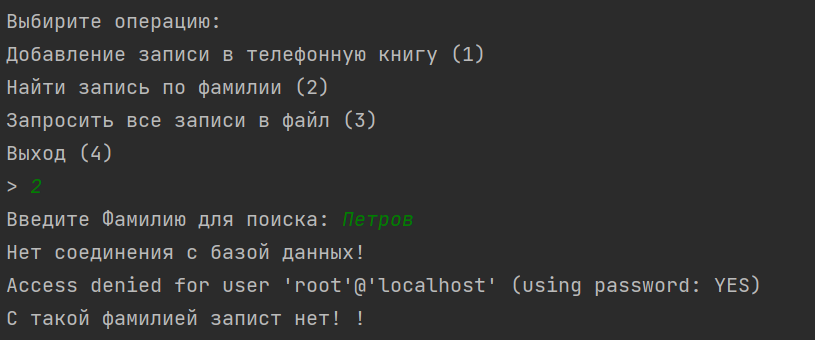 Выбирите операцию:
Добавление записи в телефонную книгу (1)
Найти запись по фамилии (2)
Запросить все записи в файл (3)
Выход (4)
> 2
Введите Фамилию для поиска: Петров
Нет соединения с базой данных!
Access denied for user 'root'@'localhost' (using password: YES)
С такой фамилией запист нет! !